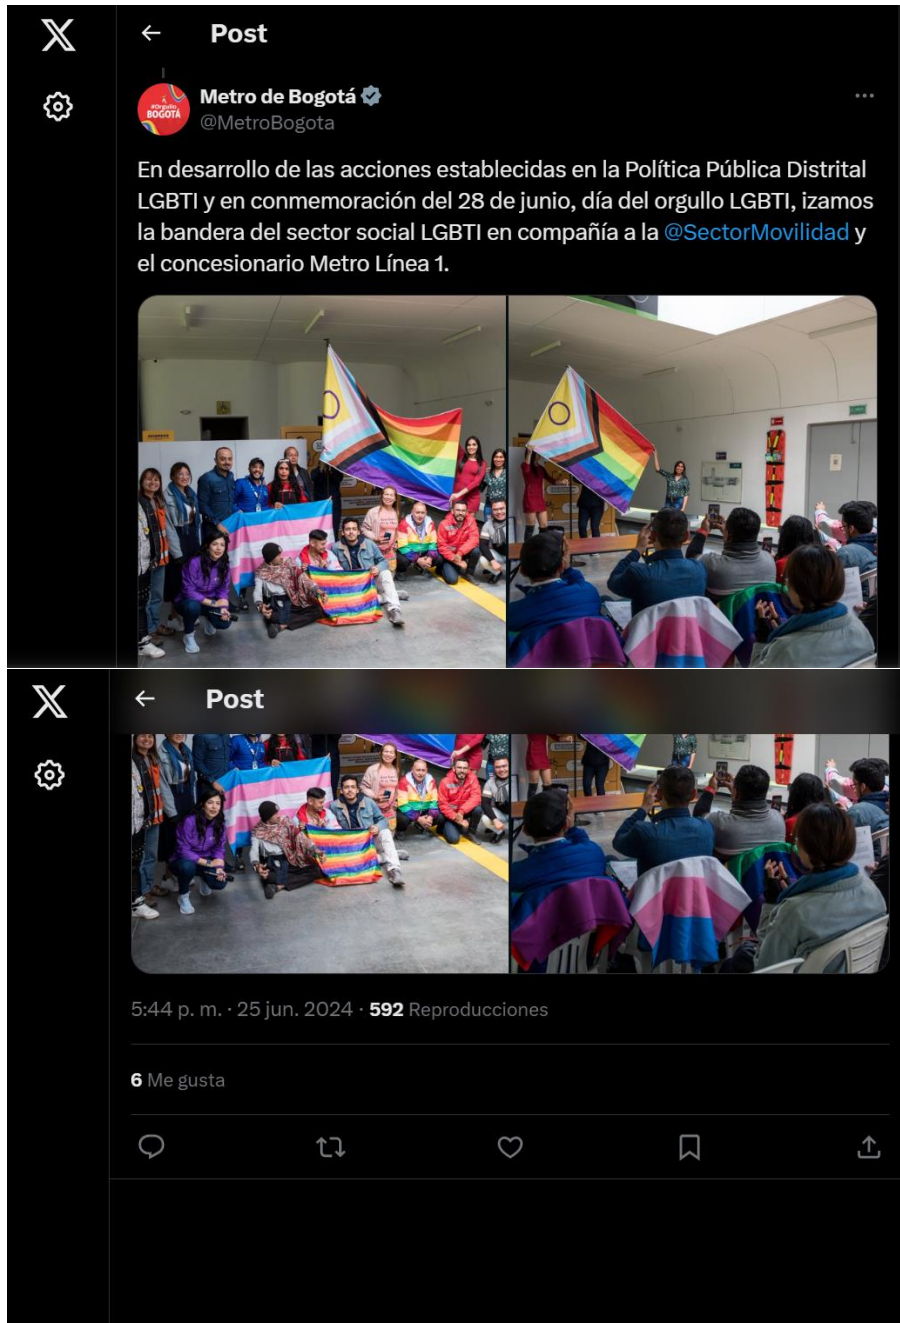 Post
Metro de Bogotá
#Orgullo
BOGOTÁ
@MetroBogota
En desarrollo de las acciones establecidas en la Política Pública Distrital
LGBTI y en conmemoración del 28 de junio, día del orgullo LGBTI, izamos
la bandera del sector social LGBTI en compañía a la @SectorMovilidad y
el concesionario Metro Línea 1.
Post
5:44 p. m. · 25 jun. 2024 · 592 Reproducciones
6 Me gusta